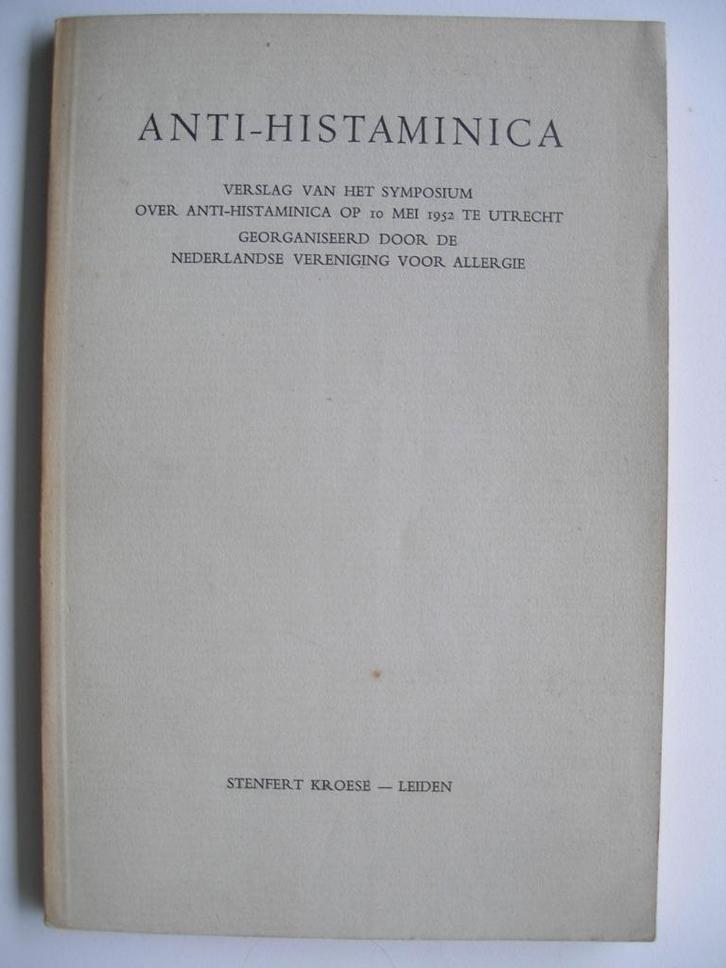 ANTI-HISTAMINICA
VERSLAG VAN HET SYMPOSIUM
OVER ANTI-HISTAMINICA OP 10 MEI 1952 TE UTRECHT
GEORGANISEERD DOOR DE
NEDERLANDSE VERENIGING VOOR ALLERGIE
STENFERT KROESE — LEIDEN